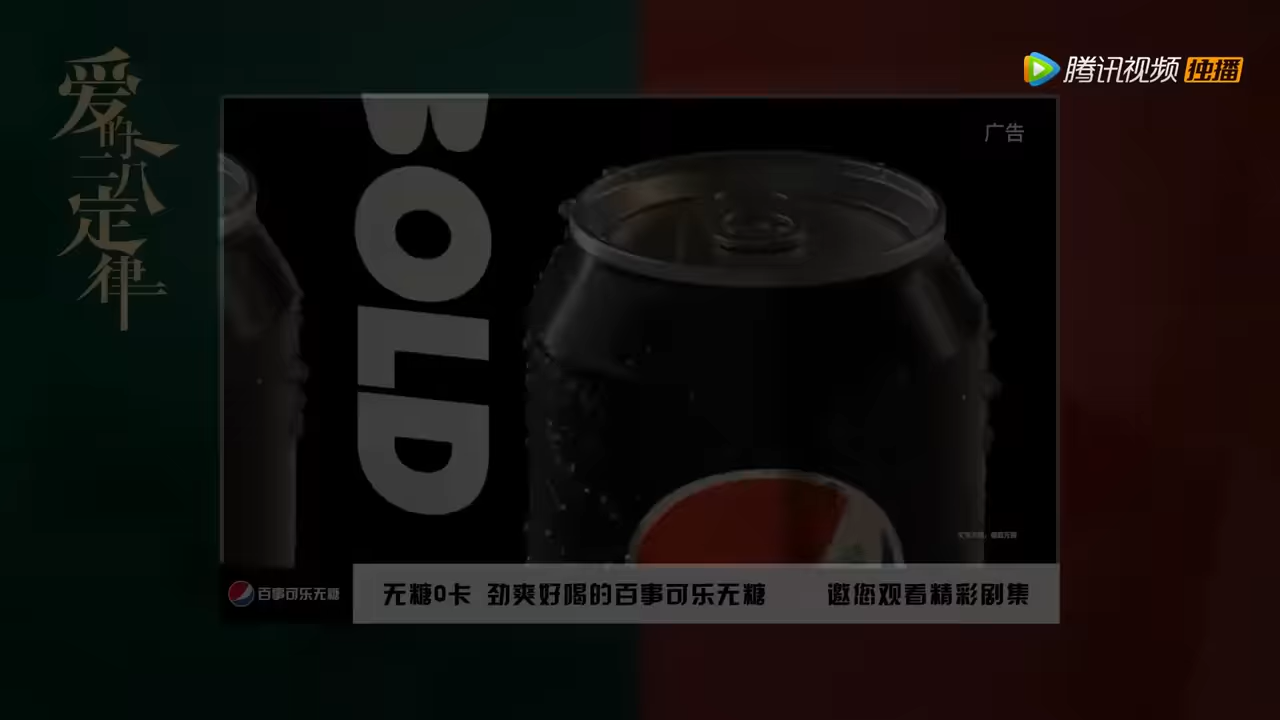 爱的二八定律
腾讯视频 独播
广告
BOLD
百事可乐无糖
无糖0卡 劲爽好喝的百事可乐无糖 邀您观看精彩剧集